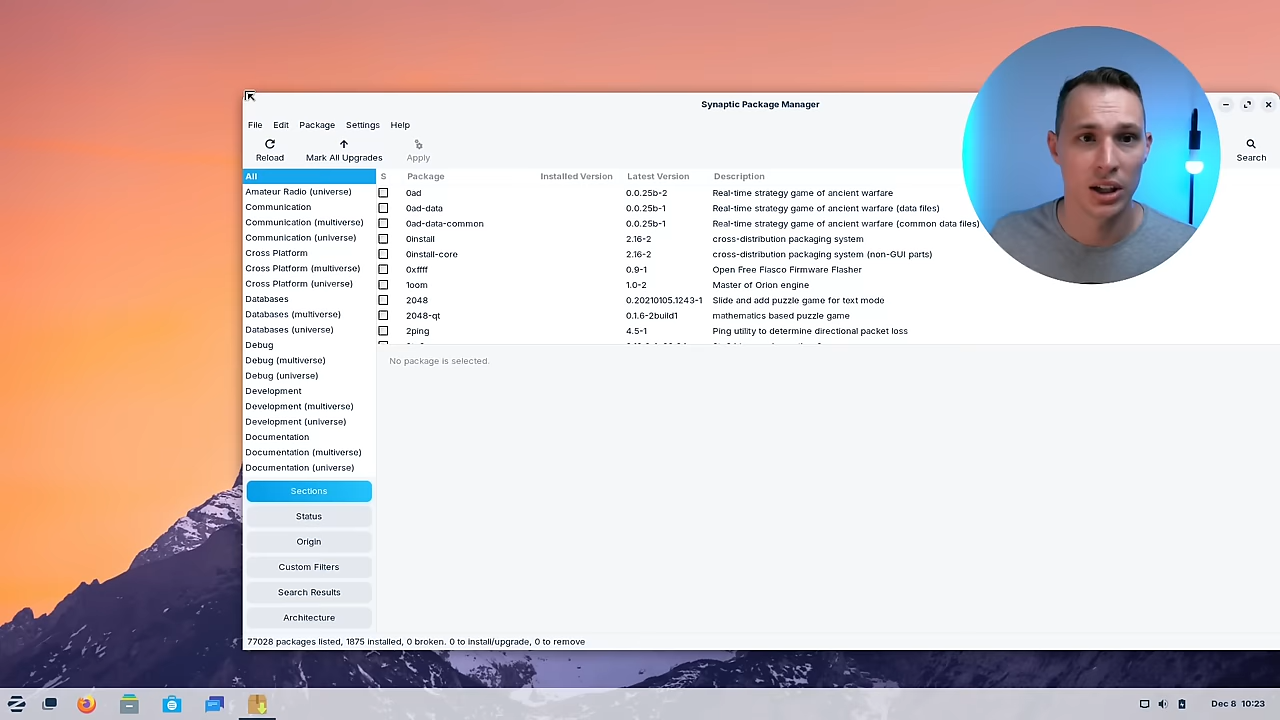 Synaptic Package Manager
File Edit Package Settings Help
Reload Mark All Upgrades Apply Search
All
Amateur Radio (universe)
Communication
Communication (multiverse)
Communication (universe)
Cross Platform
Cross Platform (multiverse)
Cross Platform (universe)
Databases
Databases (multiverse)
Databases (universe)
Debug
Debug (multiverse)
Debug (universe)
Development
Development (multiverse)
Development (universe)
Documentation
Documentation (multiverse)
Documentation (universe)
Sections
Status
Origin
Custom Filters
Search Results
Architecture
S Package Installed Version Latest Version Description
0ad 0.0.25b-2 Real-time strategy game of ancient warfare
0ad-data 0.0.25b-1 Real-time strategy game of ancient warfare (data files)
0ad-data-common 0.0.25b-1 Real-time strategy game of ancient warfare (common data files)
0install 2.16-2 cross-distribution packaging system
0install-core 2.16-2 cross-distribution packaging system (non-GUI parts)
0xffff 0.9-1 Open Free Fiasco Firmware Flasher
1oom 1.0-2 Master of Orion engine
2048 0.20210105.1243-1 Slide and add puzzle game for text mode
2048-qt 0.1.6-2build1 mathematics based puzzle game
2ping 4.5-1 Ping utility to determine directional packet loss
No package is selected.
77028 packages listed, 1875 installed, 0 broken. 0 to install/upgrade, 0 to remove
Dec 8 10:23